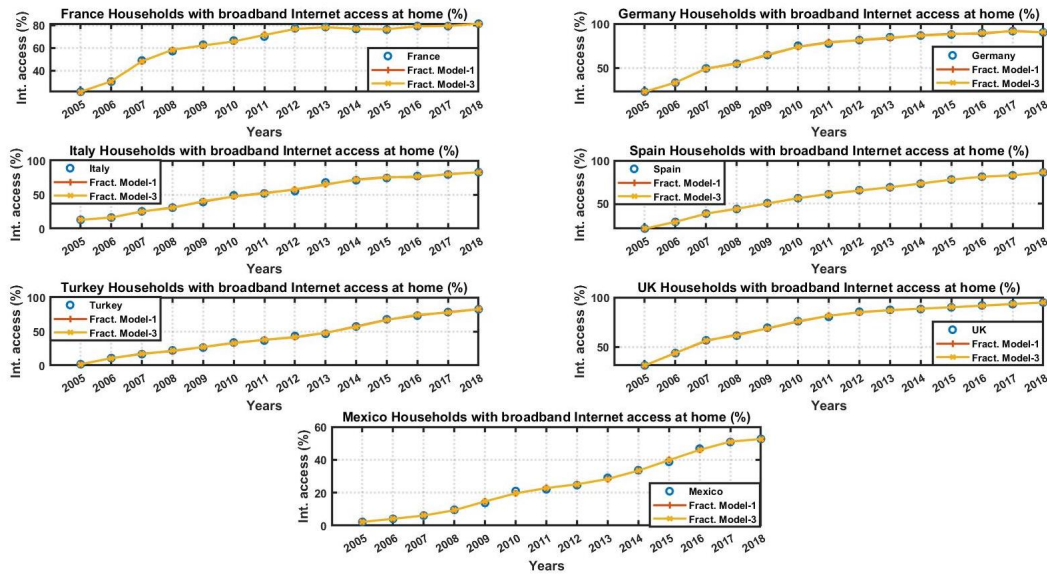 France Households with broadband Internet access at home (%)
Int. access (%)
80
60
40
France
Fract. Model-1
Fract. Model-3
2005 2006 2007 2008 2009 2010 2011 2012 2013 2014 2015 2016 2017 2018
Years
Germany Households with broadband Internet access at home (%)
Int. access (%)
100
50
Germany
Fract. Model-1
Fract. Model-3
2005 2006 2007 2008 2009 2010 2011 2012 2013 2014 2015 2016 2017 2018
Years
Italy Households with broadband Internet access at home (%)
Int. access (%)
100
50
0
Italy
Fract. Model-1
Fract. Model-3
2005 2006 2007 2008 2009 2010 2011 2012 2013 2014 2015 2016 2017 2018
Years
Spain Households with broadband Internet access at home (%)
Int. access (%)
100
50
Spain
Fract. Model-1
Fract. Model-3
2005 2006 2007 2008 2009 2010 2011 2012 2013 2014 2015 2016 2017 2018
Years
Turkey Households with broadband Internet access at home (%)
Int. access (%)
100
50
0
Turkey
Fract. Model-1
Fract. Model-3
2005 2006 2007 2008 2009 2010 2011 2012 2013 2014 2015 2016 2017 2018
Years
UK Households with broadband Internet access at home (%)
Int. access (%)
100
50
UK
Fract. Model-1
Fract. Model-3
2005 2006 2007 2008 2009 2010 2011 2012 2013 2014 2015 2016 2017 2018
Years
Mexico Households with broadband Internet access at home (%)
Int. access (%)
60
40
20
0
Mexico
Fract. Model-1
Fract. Model-3
2005 2006 2007 2008 2009 2010 2011 2012 2013 2014 2015 2016 2017 2018
Years